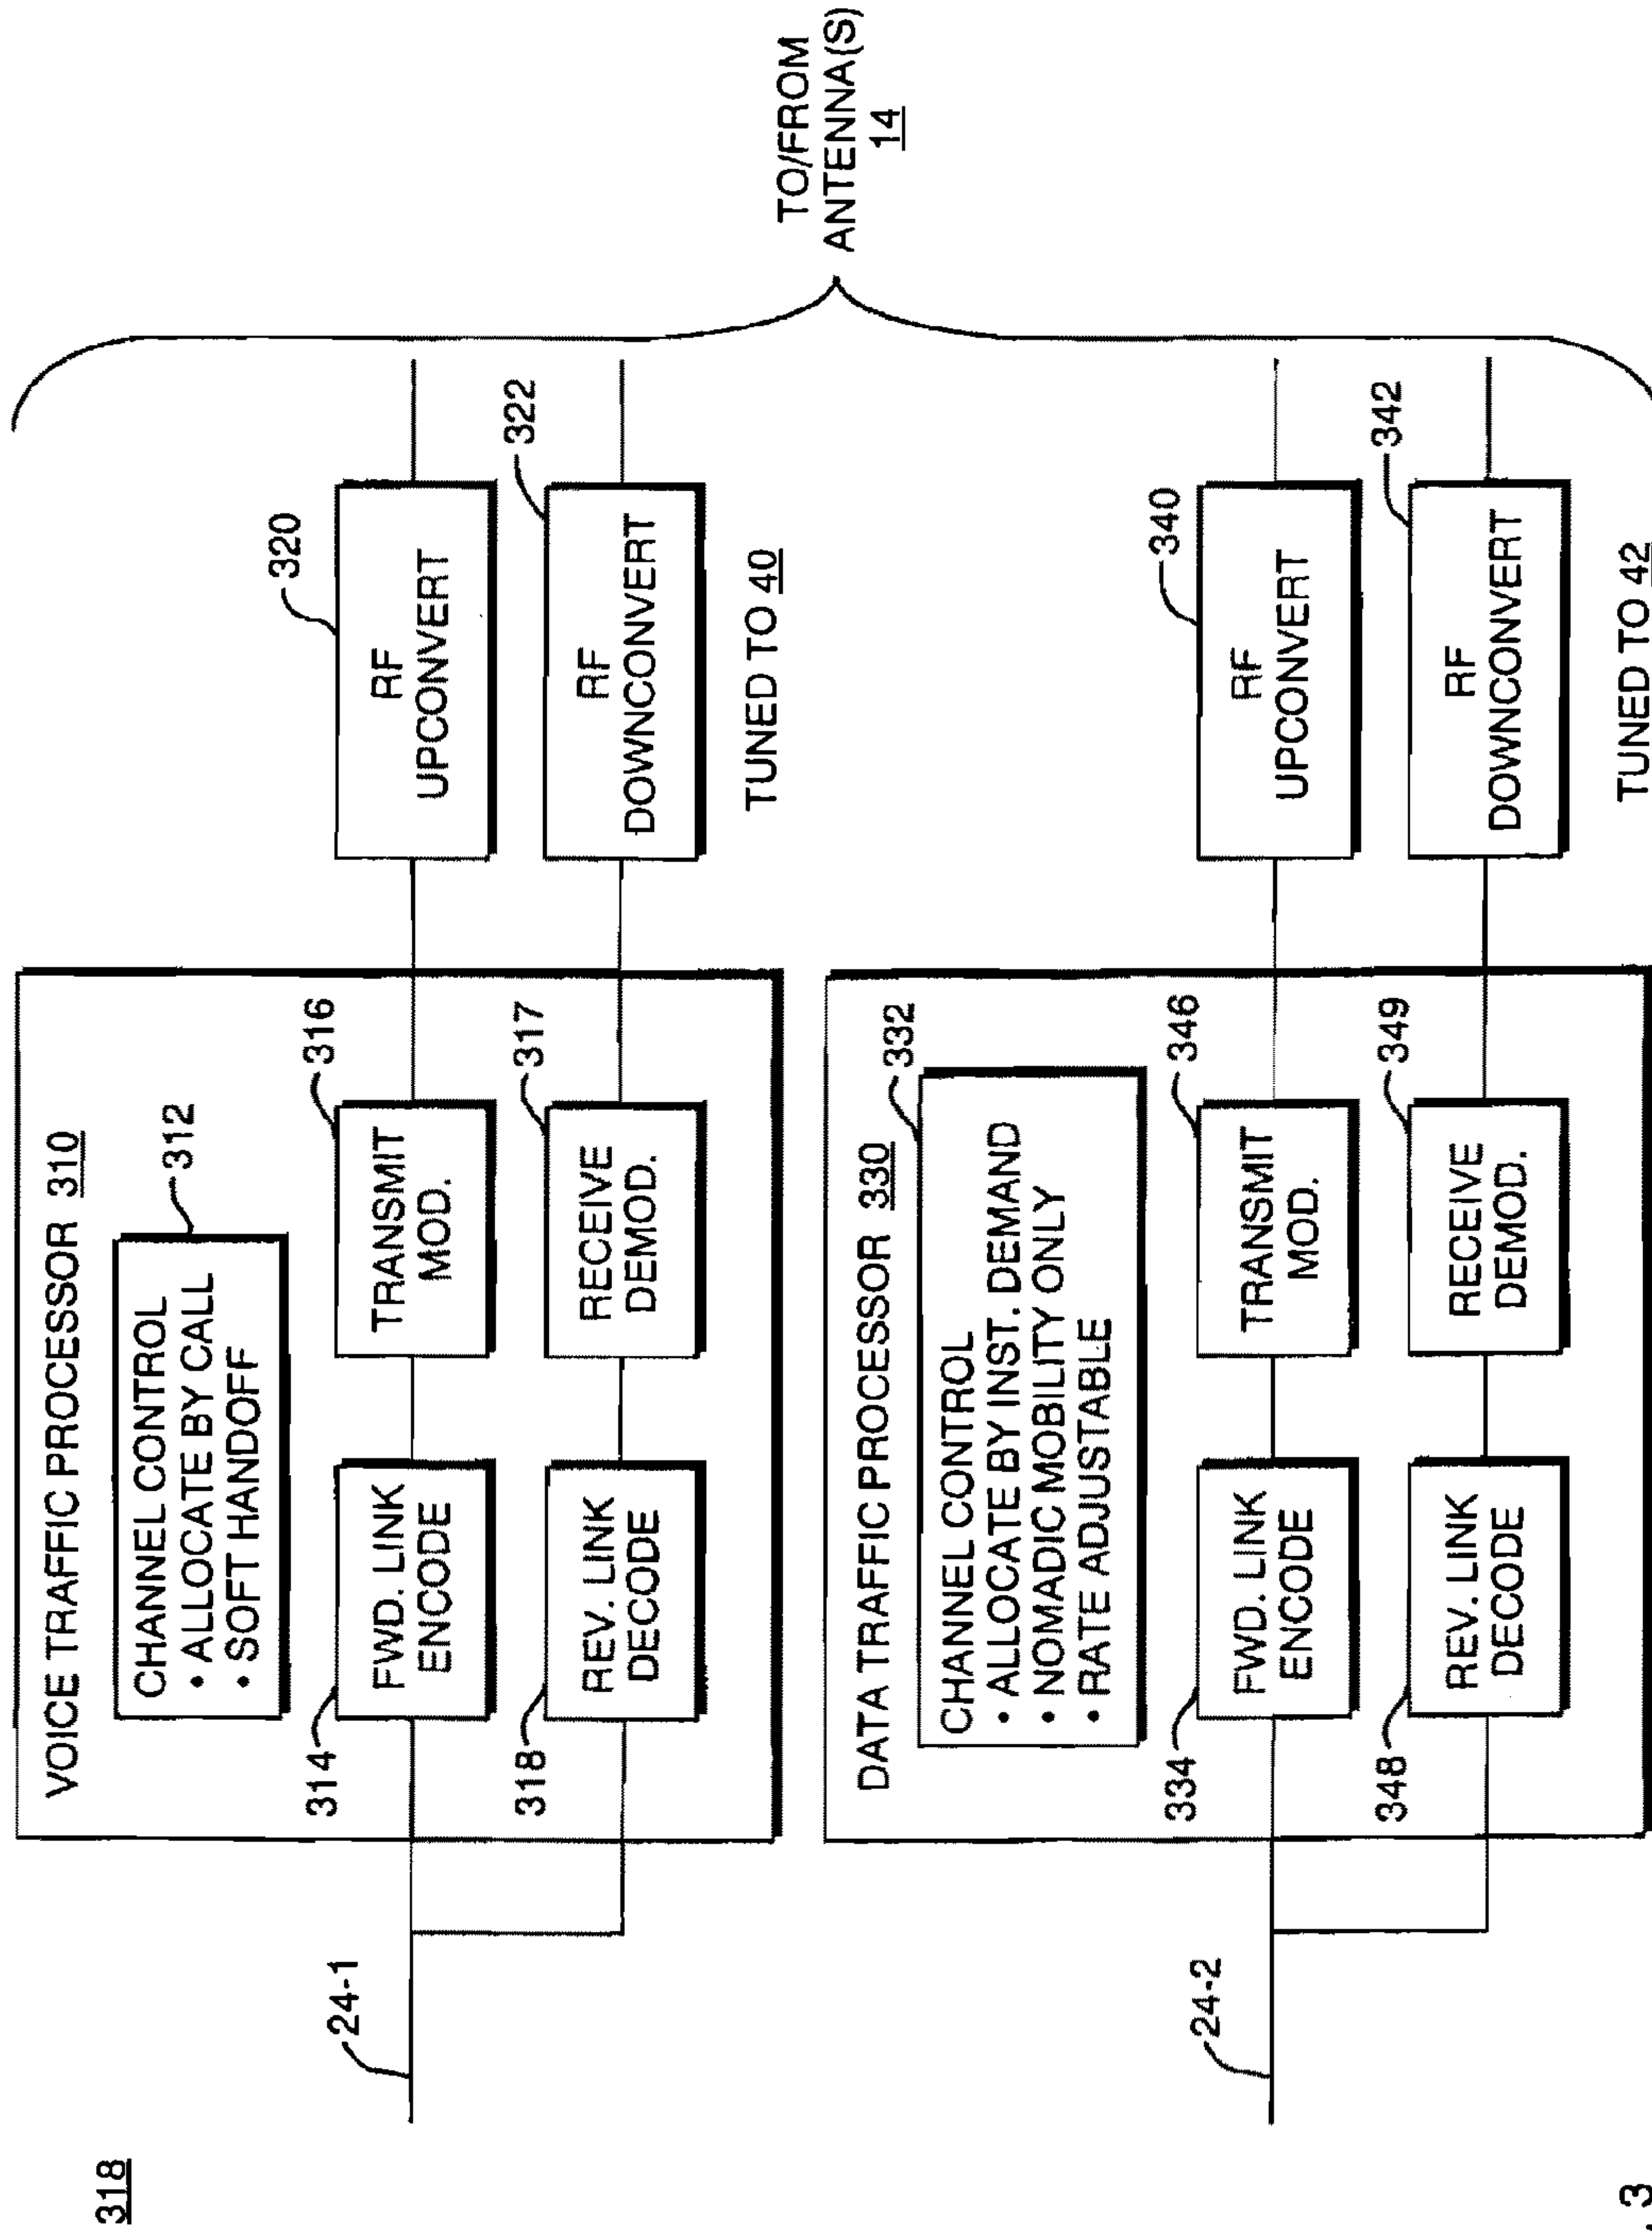 318
24-1
VOICE TRAFFIC PROCESSOR 310
CHANNEL CONTROL
• ALLOCATE BY CALL
• SOFT HANDOFF
312
314
FWD. LINK
ENCODE
316
TRANSMIT
MOD.
318
REV. LINK
DECODE
317
RECEIVE
DEMOD.
320
RF
UPCONVERT
322
RF
DOWNCONVERT
TUNED TO 40
TO/FROM
ANTENNA(S)
14
24-2
DATA TRAFFIC PROCESSOR 330
332
CHANNEL CONTROL
• ALLOCATE BY INST. DEMAND
• NOMADIC MOBILITY ONLY
• RATE ADJUSTABLE
334
FWD. LINK
ENCODE
346
TRANSMIT
MOD.
348
REV. LINK
DECODE
349
RECEIVE
DEMOD.
340
RF
UPCONVERT
342
RF
DOWNCONVERT
TUNED TO 42
. 3